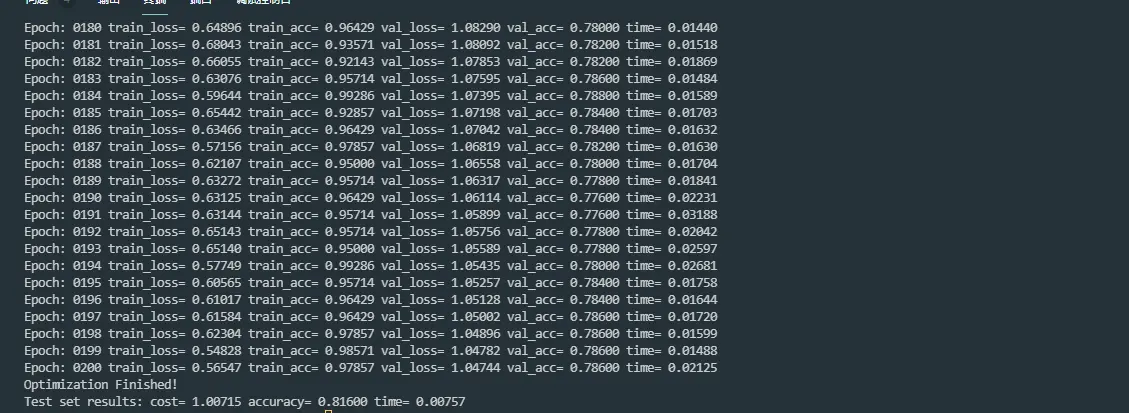 Epoch: 0180 train_loss= 0.64896 train_acc= 0.96429 val_loss= 1.08290 val_acc= 0.78000 time= 0.01440
Epoch: 0181 train_loss= 0.68043 train_acc= 0.93571 val_loss= 1.08092 val_acc= 0.78200 time= 0.01518
Epoch: 0182 train_loss= 0.66055 train_acc= 0.92143 val_loss= 1.07853 val_acc= 0.78200 time= 0.01869
Epoch: 0183 train_loss= 0.63076 train_acc= 0.95714 val_loss= 1.07595 val_acc= 0.78600 time= 0.01484
Epoch: 0184 train_loss= 0.59644 train_acc= 0.99286 val_loss= 1.07395 val_acc= 0.78800 time= 0.01589
Epoch: 0185 train_loss= 0.65442 train_acc= 0.92857 val_loss= 1.07198 val_acc= 0.78400 time= 0.01703
Epoch: 0186 train_loss= 0.63466 train_acc= 0.96429 val_loss= 1.07042 val_acc= 0.78400 time= 0.01632
Epoch: 0187 train_loss= 0.57156 train_acc= 0.97857 val_loss= 1.06819 val_acc= 0.78200 time= 0.01630
Epoch: 0188 train_loss= 0.62107 train_acc= 0.95000 val_loss= 1.06558 val_acc= 0.78000 time= 0.01704
Epoch: 0189 train_loss= 0.63272 train_acc= 0.95714 val_loss= 1.06317 val_acc= 0.77800 time= 0.01841
Epoch: 0190 train_loss= 0.63125 train_acc= 0.96429 val_loss= 1.06114 val_acc= 0.77600 time= 0.02231
Epoch: 0191 train_loss= 0.63144 train_acc= 0.95714 val_loss= 1.05899 val_acc= 0.77600 time= 0.03188
Epoch: 0192 train_loss= 0.65143 train_acc= 0.95714 val_loss= 1.05756 val_acc= 0.77800 time= 0.02042
Epoch: 0193 train_loss= 0.65140 train_acc= 0.95000 val_loss= 1.05589 val_acc= 0.77800 time= 0.02597
Epoch: 0194 train_loss= 0.57749 train_acc= 0.99286 val_loss= 1.05435 val_acc= 0.78000 time= 0.02681
Epoch: 0195 train_loss= 0.60565 train_acc= 0.95714 val_loss= 1.05257 val_acc= 0.78400 time= 0.01758
Epoch: 0196 train_loss= 0.61017 train_acc= 0.96429 val_loss= 1.05128 val_acc= 0.78400 time= 0.01644
Epoch: 0197 train_loss= 0.61584 train_acc= 0.96429 val_loss= 1.05002 val_acc= 0.78600 time= 0.01720
Epoch: 0198 train_loss= 0.62304 train_acc= 0.97857 val_loss= 1.04896 val_acc= 0.78600 time= 0.01599
Epoch: 0199 train_loss= 0.54828 train_acc= 0.98571 val_loss= 1.04782 val_acc= 0.78600 time= 0.01488
Epoch: 0200 train_loss= 0.56547 train_acc= 0.97857 val_loss= 1.04744 val_acc= 0.78600 time= 0.02125
Optimization Finished!
Test set results: cost= 1.00715 accuracy= 0.81600 time= 0.00757